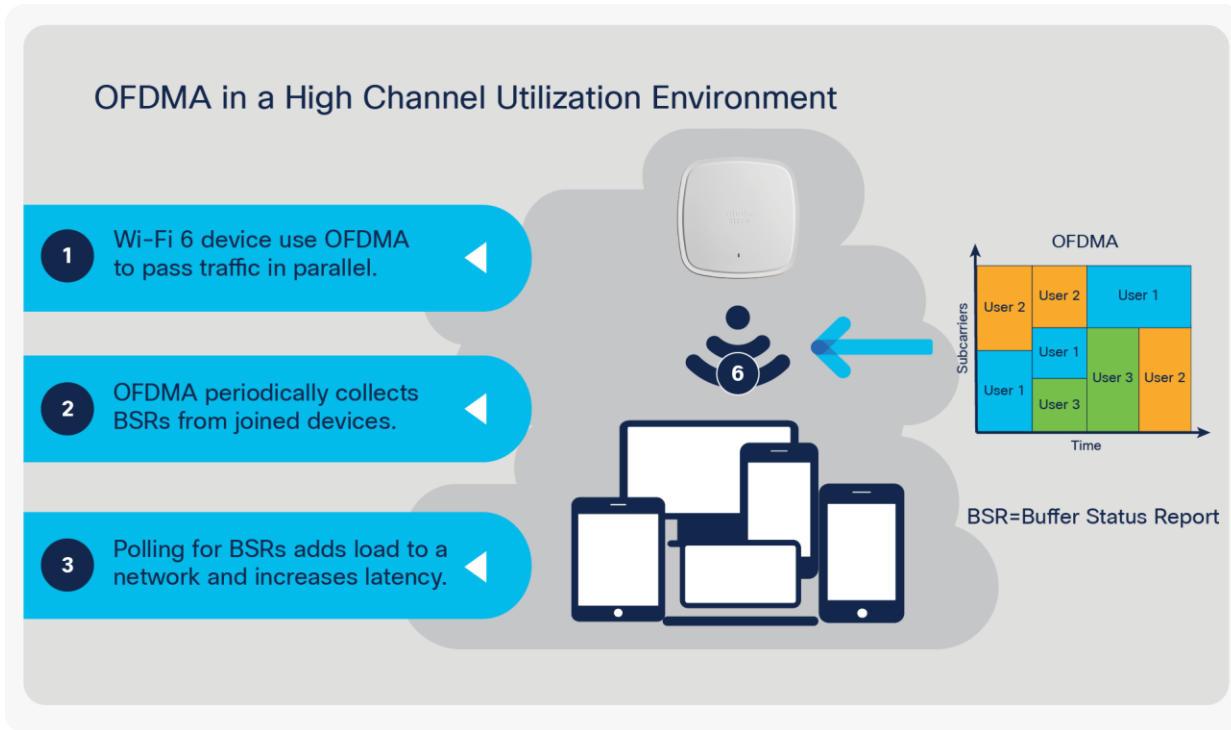 OFDMA in a High Channel Utilization Environment
1
Wi-Fi 6 device use OFDMA
to pass traffic in parallel.
2
OFDMA periodically collects
BSRs from joined devices.
3
Polling for BSRs adds load to a
network and increases latency.
6
OFDMA
Subcarriers
User 2
User 2
User 1
User 1
User 1
User 3
User 3
User 2
Time
BSR=Buffer Status Report